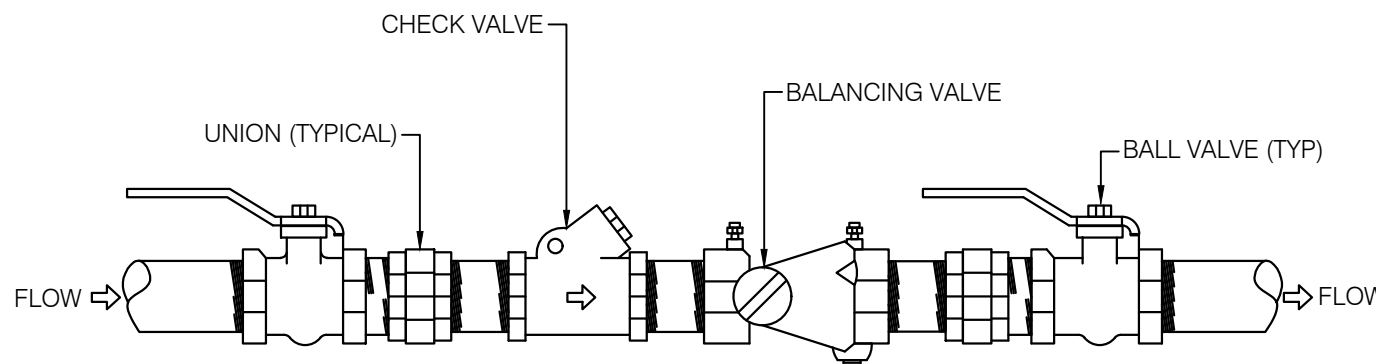 CHECK VALVE
BALANCING VALVE
UNION (TYPICAL)
BALL VALVE (TYP)
FLOW
FLOW